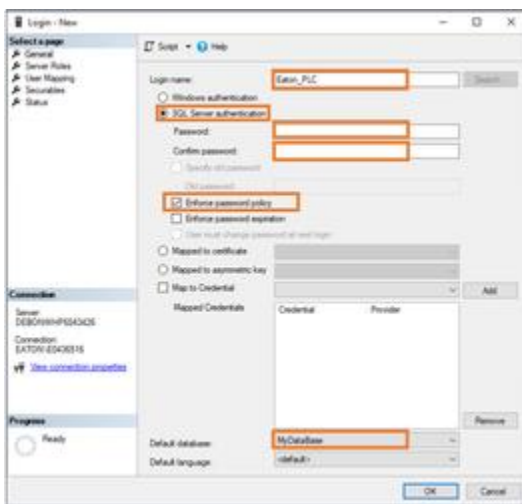 Login - New
Select a page
General
Server Roles
User Mapping
Securables
Status
Script
Help
Login name:
Eaton_PLC
Search...
Windows authentication
SQL Server authentication
Password:
Confirm password:
Specify old password
Old password:
Enforce password policy
Enforce password expiration
User must change password at next login
Mapped to certificate
Mapped to asymmetric key
Map to Credential
Add
Mapped Credentials
Credential
Provider
Connection
Server:
Connection:
View connection properties
Progress
Ready
Remove
Default database:
MyDataBase
Default language:
<default>
OK
Cancel